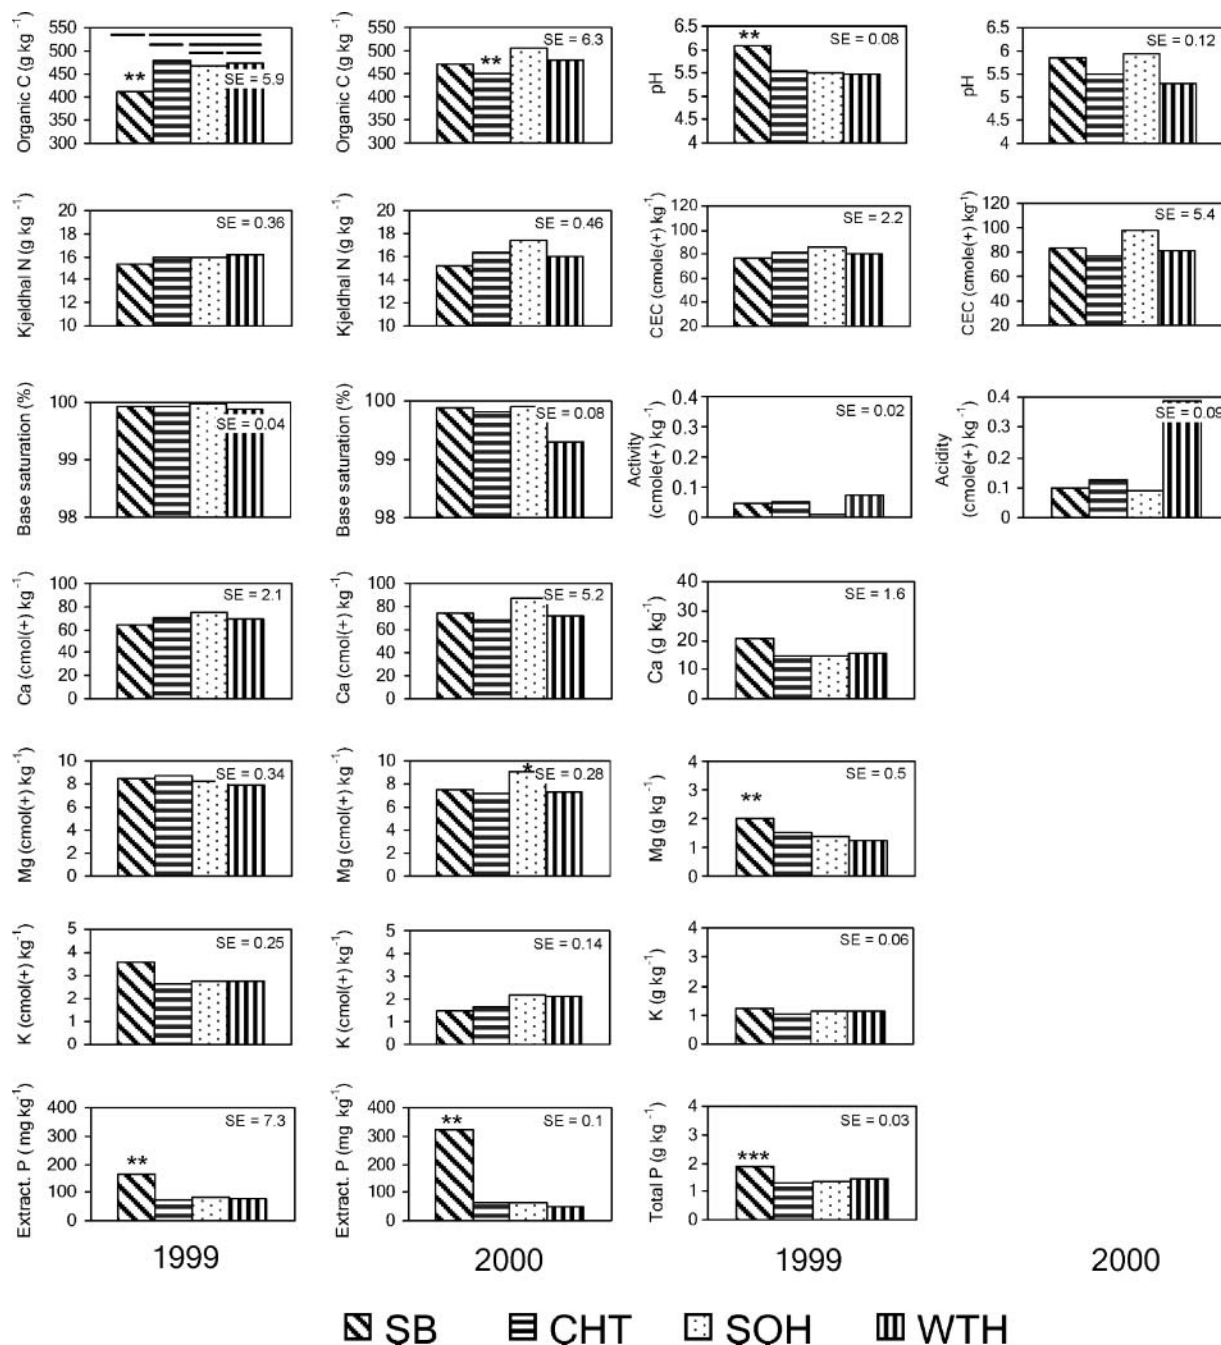 Organic C (g kg⁻¹)
550
500
450
400
350
300
**
SE = 5.9
Organic C (g kg⁻¹)
550
500
450
400
350
300
**
SE = 6.3
pH
6.5
6
5.5
5
4.5
4
**
SE = 0.08
pH
6.5
6
5.5
5
4.5
4
SE = 0.12
Kjeldhal N (g kg⁻¹)
20
18
16
14
12
10
SE = 0.36
Kjeldhal N (g kg⁻¹)
20
18
16
14
12
10
SE = 0.46
CEC (cmole(+) kg⁻¹)
120
100
80
60
40
20
SE = 2.2
CEC (cmole(+) kg⁻¹)
120
100
80
60
40
20
SE = 5.4
Base saturation (%)
100
99
98
SE = 0.04
Base saturation (%)
100
99
98
SE = 0.08
Activity
(cmole(+) kg⁻¹)
0.4
0.3
0.2
0.1
0
SE = 0.02
Acidity
(cmole(+) kg⁻¹)
0.4
0.3
0.2
0.1
0
SE = 0.09
Ca (cmol(+) kg⁻¹)
100
80
60
40
20
0
SE = 2.1
Ca (cmol(+) kg⁻¹)
100
80
60
40
20
0
SE = 5.2
Ca (g kg⁻¹)
40
30
20
10
0
SE = 1.6
Mg (cmol(+) kg⁻¹)
10
8
6
4
2
0
SE = 0.34
Mg (cmol(+) kg⁻¹)
10
8
6
4
2
0
*
SE = 0.28
Mg (g kg⁻¹)
4
3
2
1
0
**
SE = 0.5
K (cmol(+) kg⁻¹)
5
4
3
2
1
0
SE = 0.25
K (cmol(+) kg⁻¹)
5
4
3
2
1
0
SE = 0.14
K (g kg⁻¹)
4
3
2
1
0
SE = 0.06
Extract. P (mg kg⁻¹)
400
300
200
100
0
**
SE = 7.3
Extract. P (mg kg⁻¹)
400
300
200
100
0
**
SE = 0.1
Total P (g kg⁻¹)
4
3
2
1
0
***
SE = 0.03
1999
2000
1999
2000
SB CHT SOH WTH